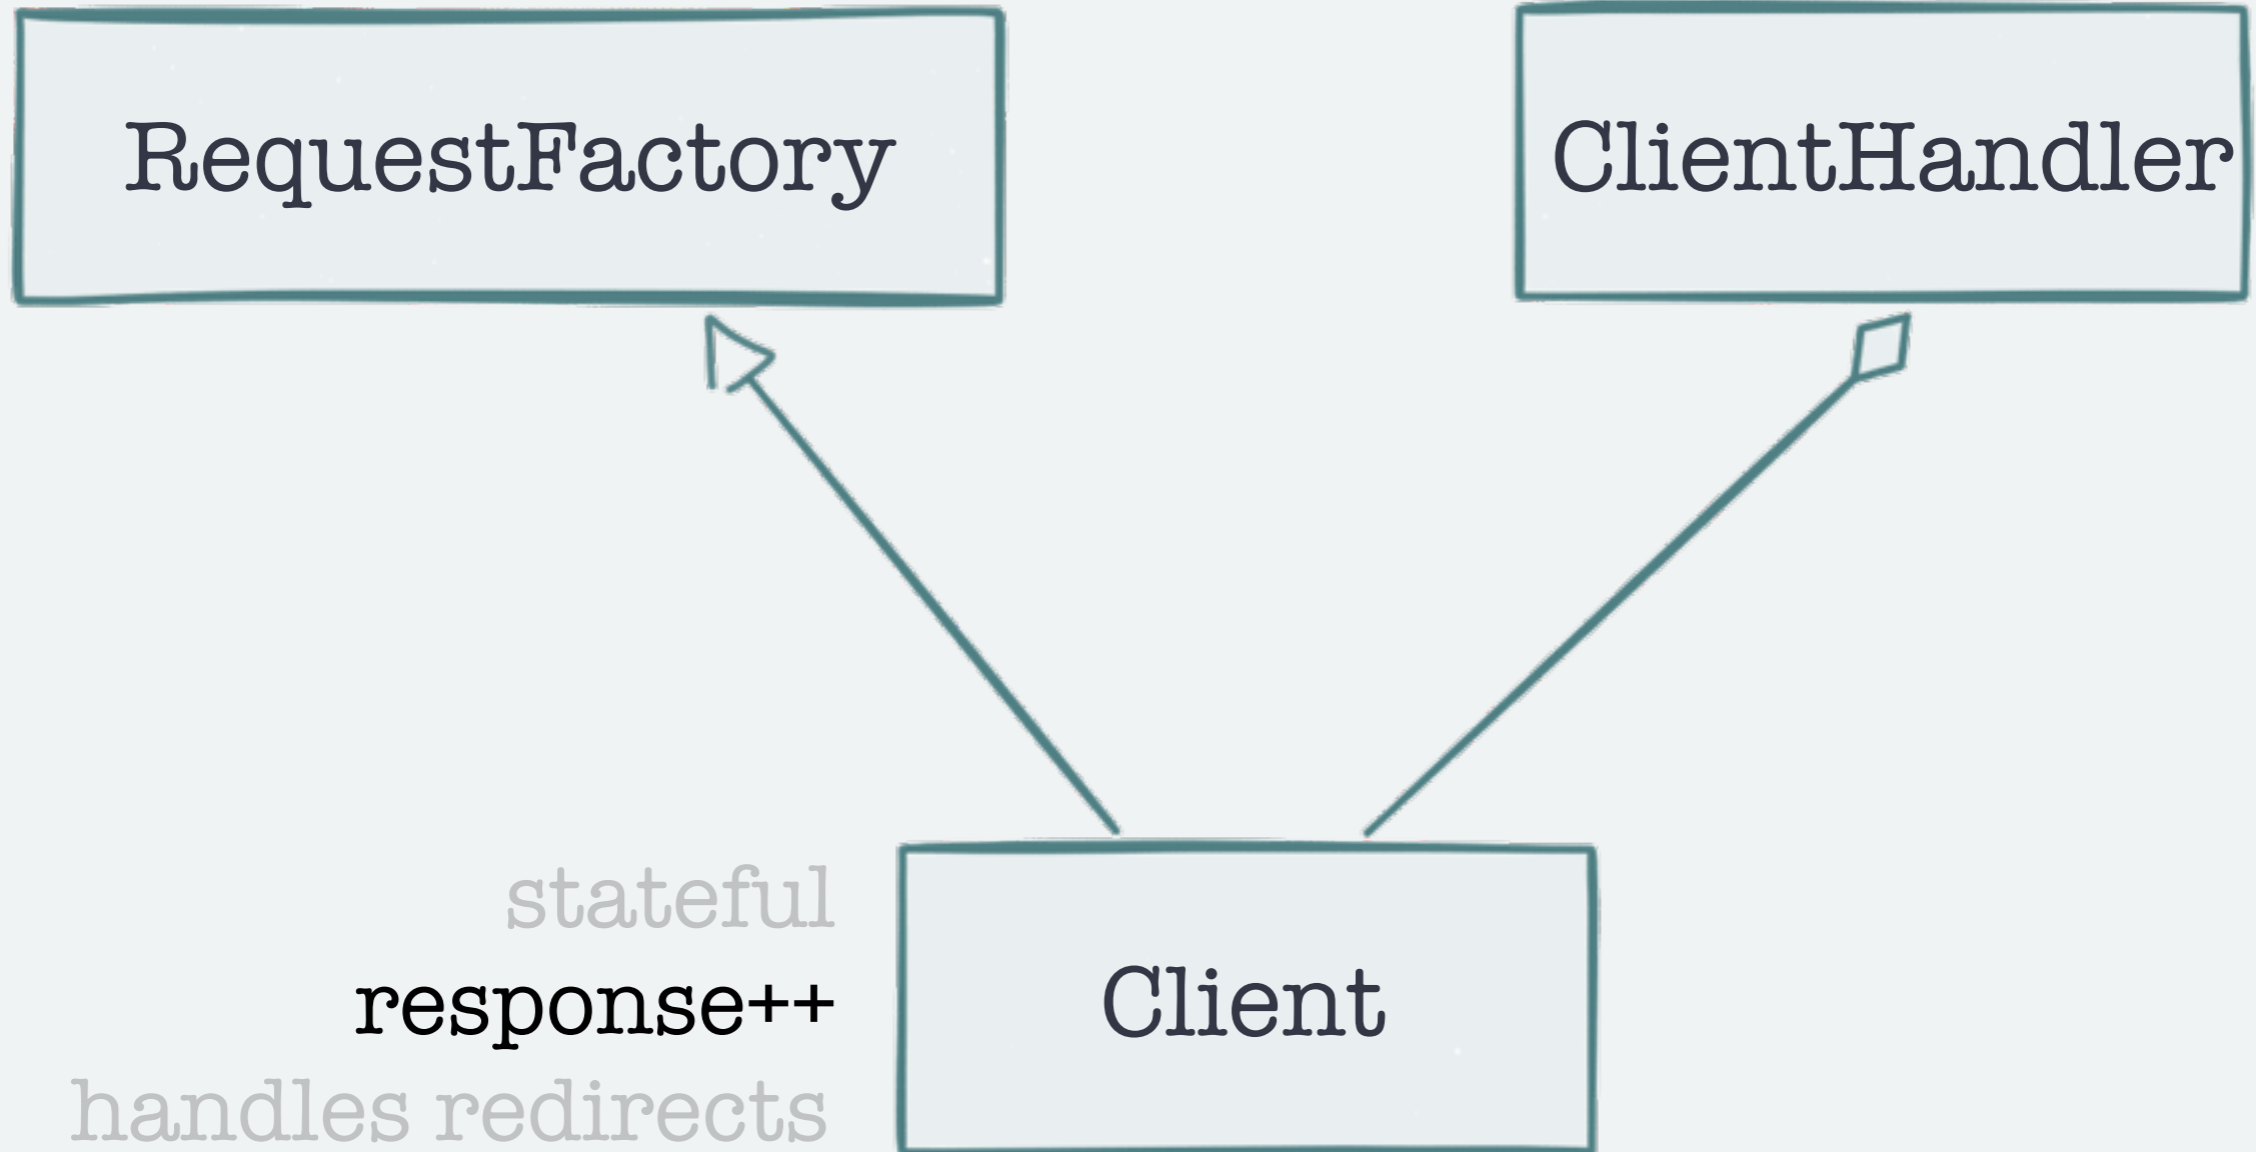 RequestFactory
ClientHandler
stateful
response++
handles redirects
Client